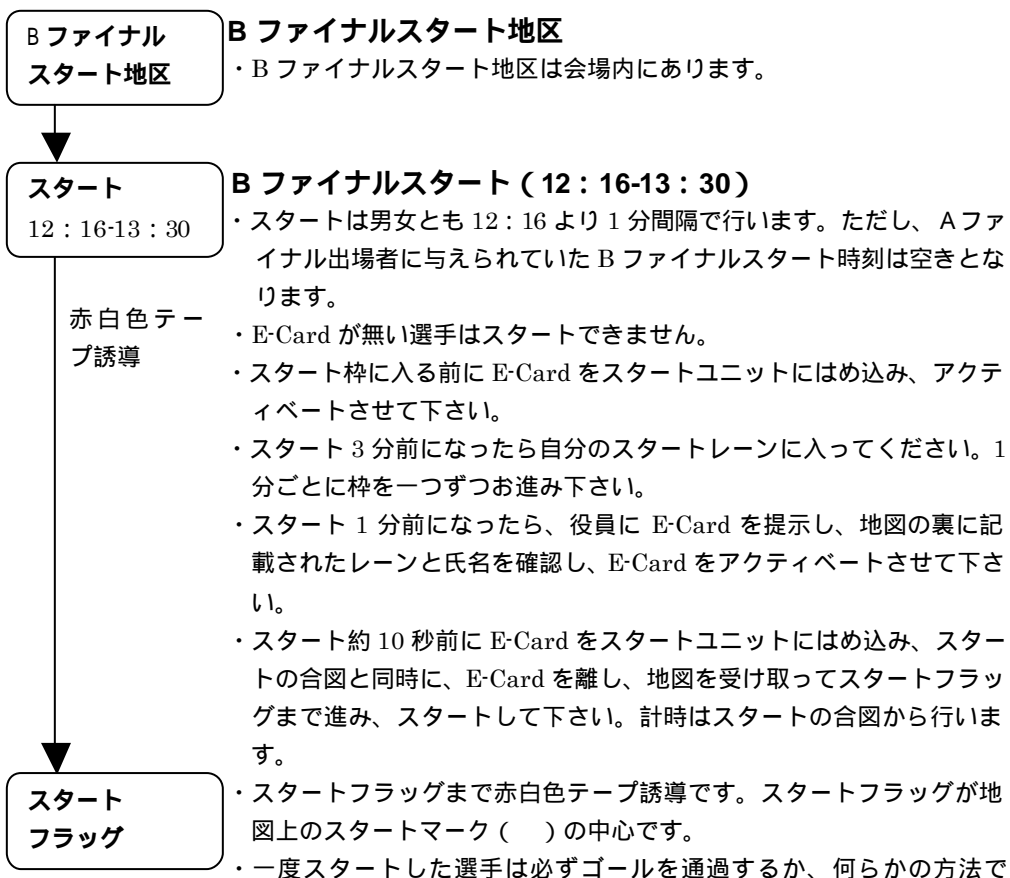 B ファイナル
スタート地区
B ファイナルスタート地区
・B ファイナルスタート地区は会場内にあります。
スタート
12：16-13：30
B ファイナルスタート（12：16-13：30）
・スタートは男女とも 12：16 より 1 分間隔で行います。ただし、Ａファ
イナル出場者に与えられていた B ファイナルスタート時刻は空きとな
ります。
赤白色テー
プ誘導
・E-Card が無い選手はスタートできません。
・スタート枠に入る前に E-Card をスタートユニットにはめ込み、アクテ
ィベートさせて下さい。
・スタート 3 分前になったら自分のスタートレーンに入ってください。1
分ごとに枠を一つずつお進み下さい。
・スタート 1 分前になったら、役員に E-Card を提示し、地図の裏に記
載されたレーンと氏名を確認し、E-Card をアクティベートさせて下さ
い。
・スタート約 10 秒前に E-Card をスタートユニットにはめ込み、スター
トの合図と同時に、E-Card を離し、地図を受け取ってスタートフラッ
グまで進み、スタートして下さい。計時はスタートの合図から行いま
す。
スタート
フラッグ
・スタートフラッグまで赤白色テープ誘導です。スタートフラッグが地
図上のスタートマーク（　）の中心です。
・一度スタートした選手は必ずゴールを通過するか、何らかの方法で